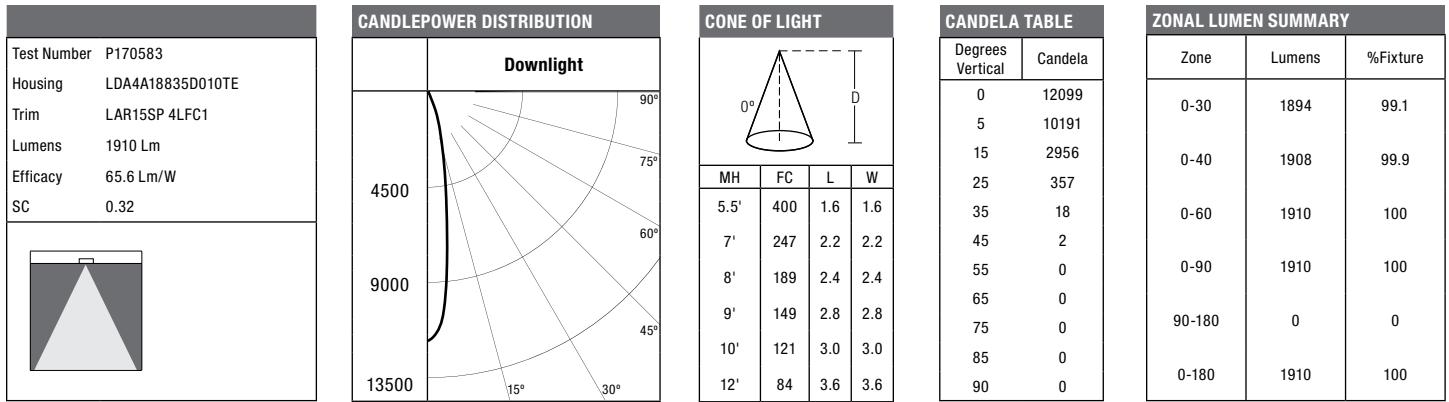 Test Number P170583
Housing LDA4A18835D010TE
Trim LAR15SP 4LFC1
Lumens 1910 Lm
Efficacy 65.6 Lm/W
SC 0.32
CANDLEPOWER DISTRIBUTION
Downlight
90°
75°
4500
60°
9000
45°
13500
15°
30°
CONE OF LIGHT
0°
D
MH FC L W
5.5' 400 1.6 1.6
7' 247 2.2 2.2
8' 189 2.4 2.4
9' 149 2.8 2.8
10' 121 3.0 3.0
12' 84 3.6 3.6
CANDELA TABLE
Degrees
Vertical
Candela
0 12099
5 10191
15 2956
25 357
35 18
45 2
55 0
65 0
75 0
85 0
90 0
ZONAL LUMEN SUMMARY
Zone Lumens %Fixture
0-30 1894 99.1
0-40 1908 99.9
0-60 1910 100
0-90 1910 100
90-180 0 0
0-180 1910 100